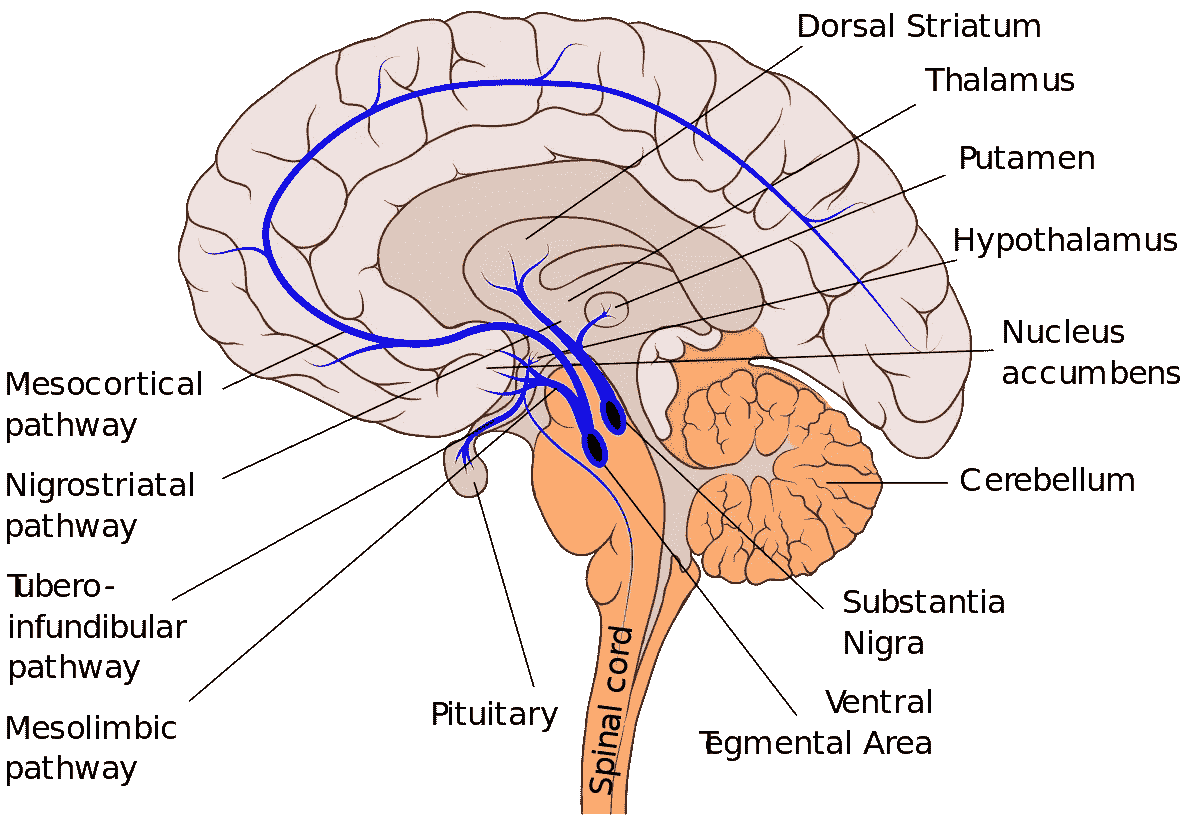 Dorsal Striatum
Thalamus
Putamen
Hypothalamus
Nucleus
accumbens
Mesocortical
pathway
Nigrostriatal
pathway
Cerebellum
Tubero-
infundibular
pathway
Substantia
Nigra
Mesolimbic
pathway
Pituitary
Spinal cord
Ventral
Tegmental Area